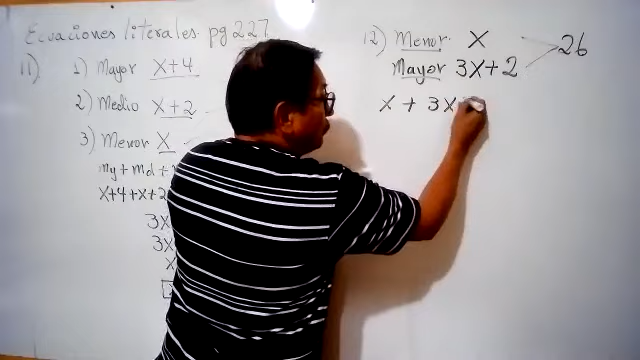 Ecuaciones literales pg 227
11) 1) Mayor X+4
2) Medio X+2
3) Menor X
my + md +
X+4+X+2
3X
3X
X
12) Menor X
Mayor 3X+2
26
X + 3X